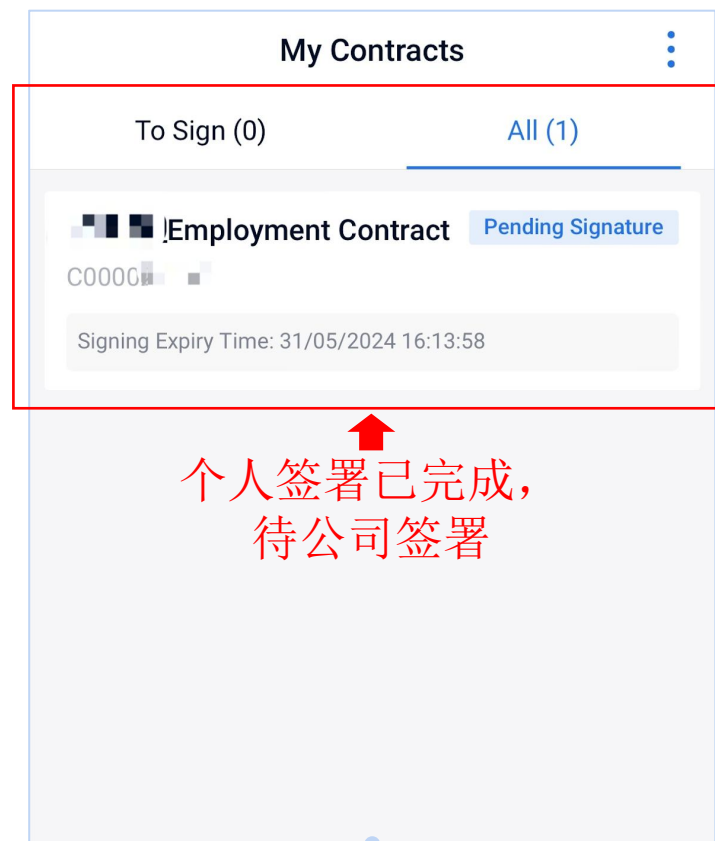 My Contracts
To Sign (0)
All (1)
Employment Contract
Pending Signature
C0000
Signing Expiry Time: 31/05/2024 16:13:58
个人签署已完成，
待公司签署